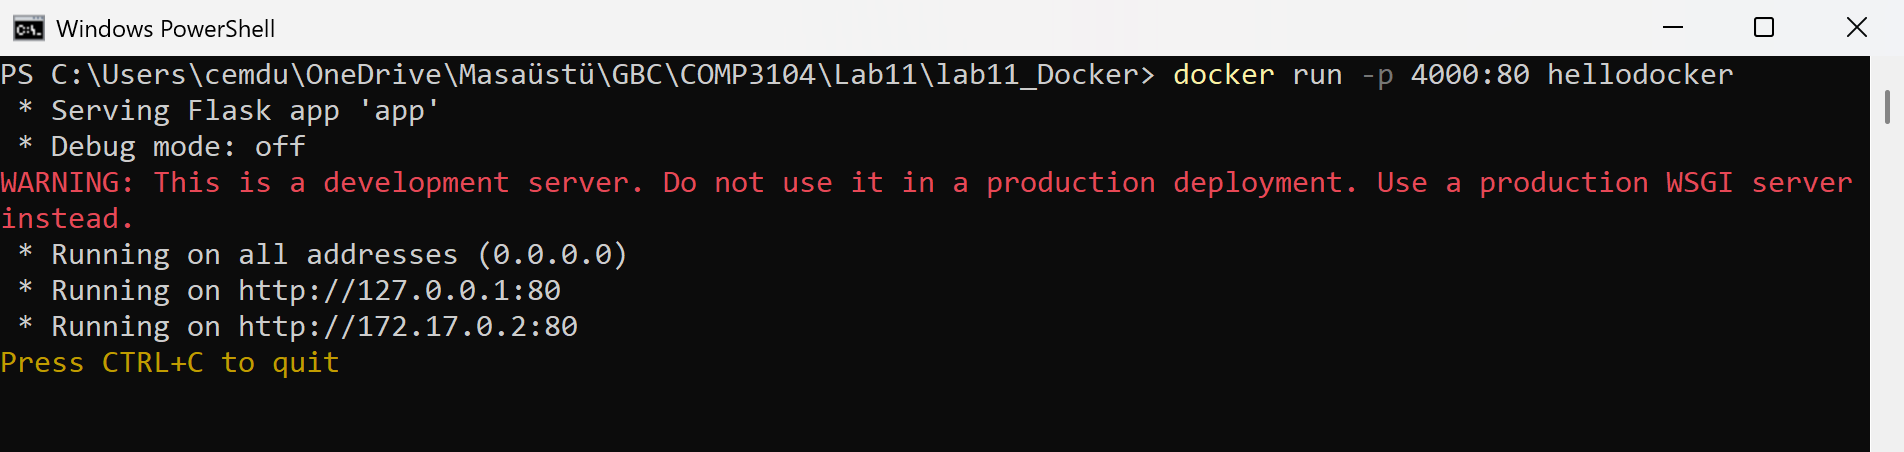 Windows PowerShell
PS C:\Users\cemdu\OneDrive\Masaüstü\GBC\COMP3104\Lab11\lab11_Docker> docker run -p 4000:80 hellodocker
 * Serving Flask app 'app'
 * Debug mode: off
WARNING: This is a development server. Do not use it in a production deployment. Use a production WSGI server
instead.
 * Running on all addresses (0.0.0.0)
 * Running on http://127.0.0.1:80
 * Running on http://172.17.0.2:80
Press CTRL+C to quit